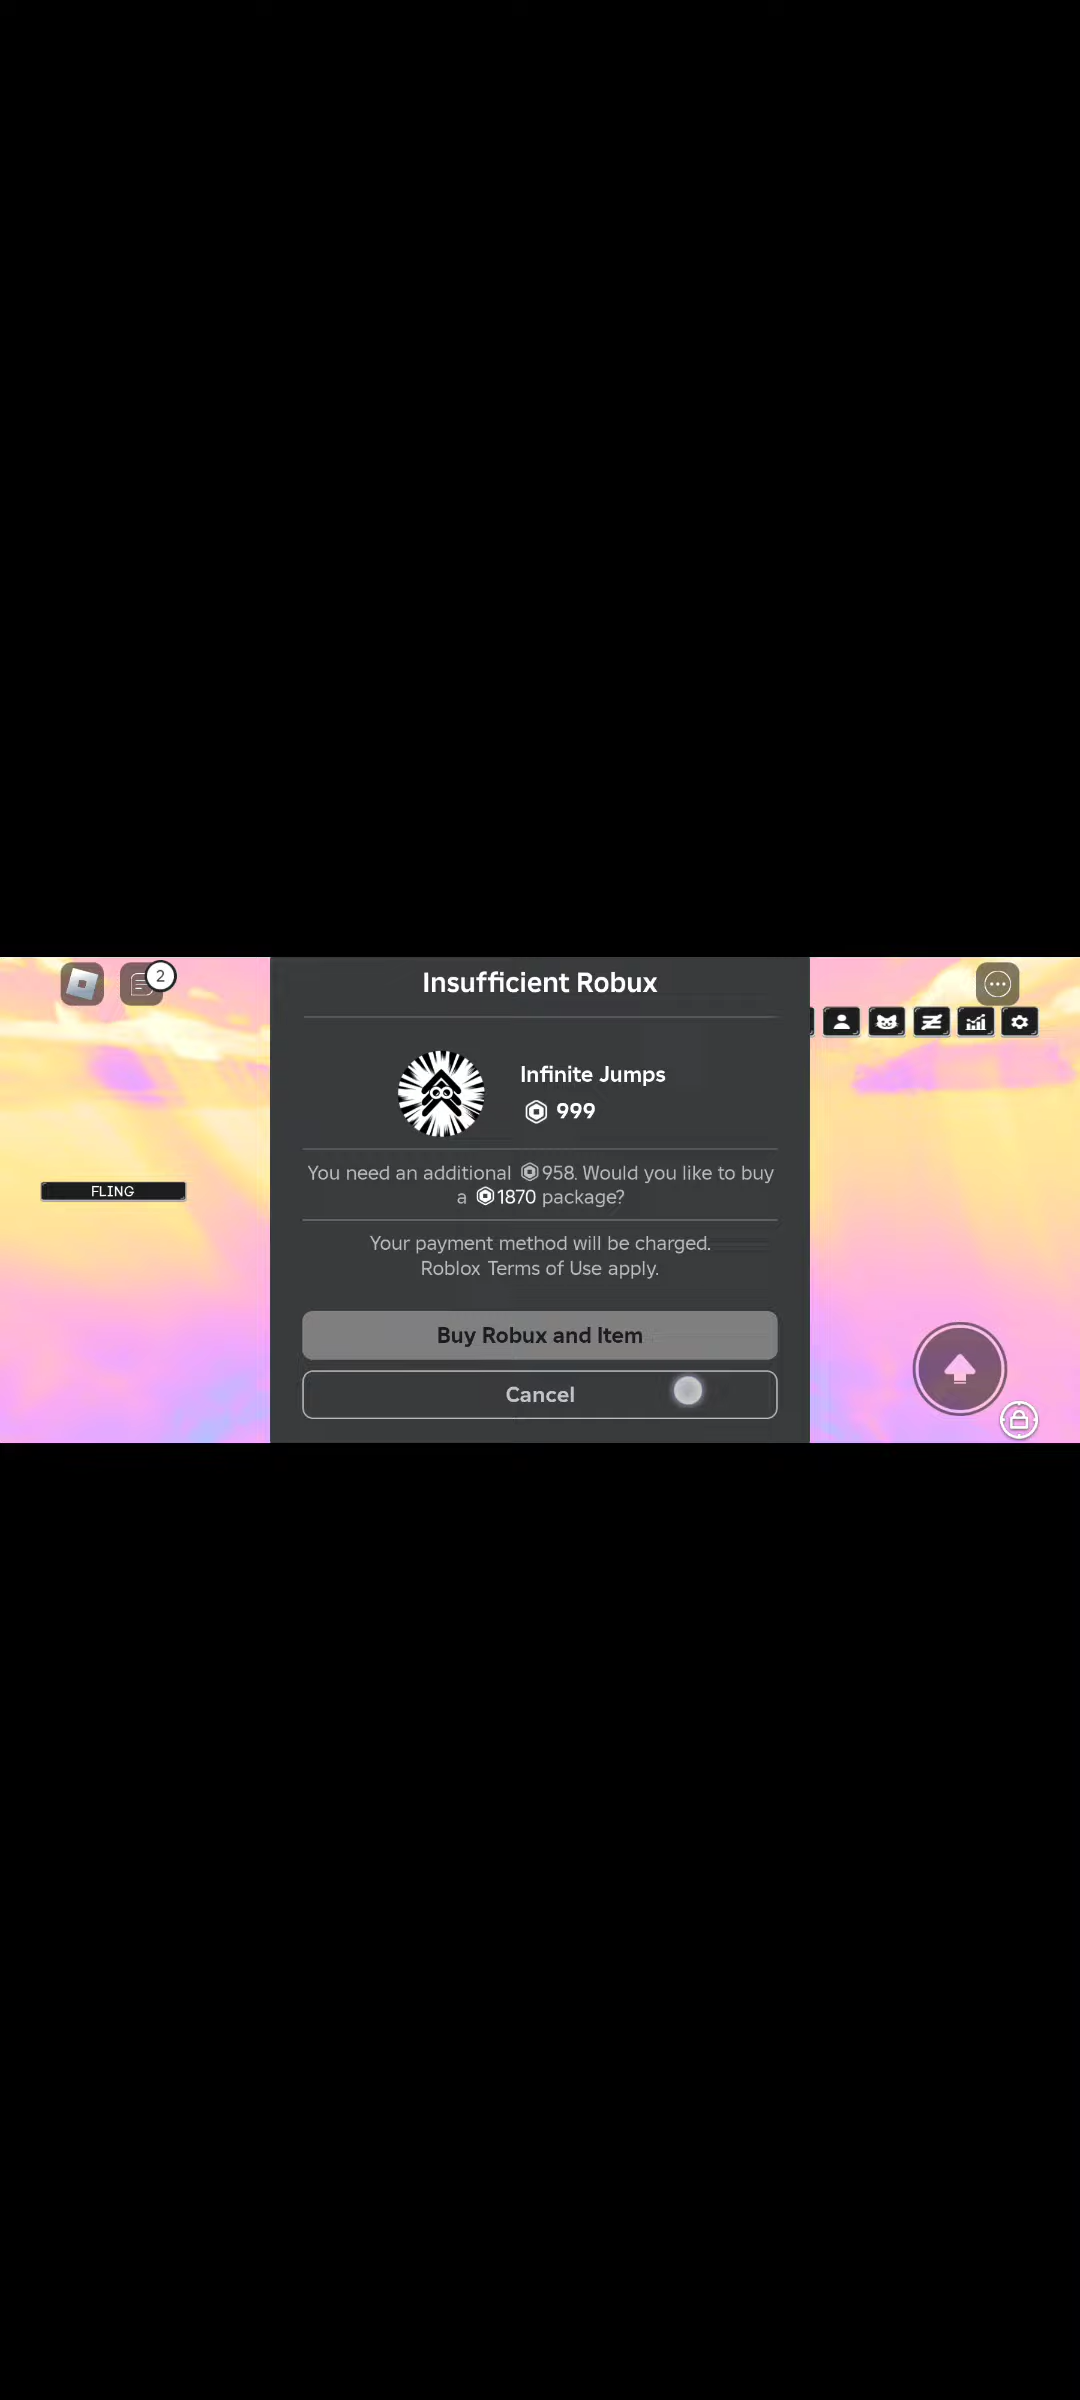 2
Insufficient Robux
Infinite Jumps
999
You need an additional 958. Would you like to buy
a 1870 package?
FLING
Your payment method will be charged.
Roblox Terms of Use apply.
Buy Robux and Item
Cancel